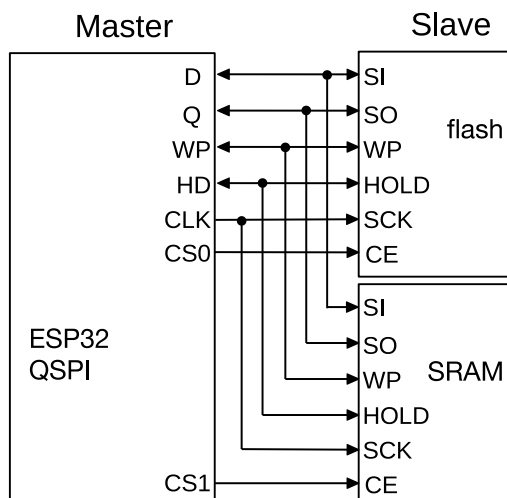 Master
Slave
D
SI
Q
SO
flash
WP
WP
HD
HOLD
CLK
SCK
CS0
CE
SI
ESP32
QSPI
SO
WP
SRAM
HOLD
SCK
CS1
CE